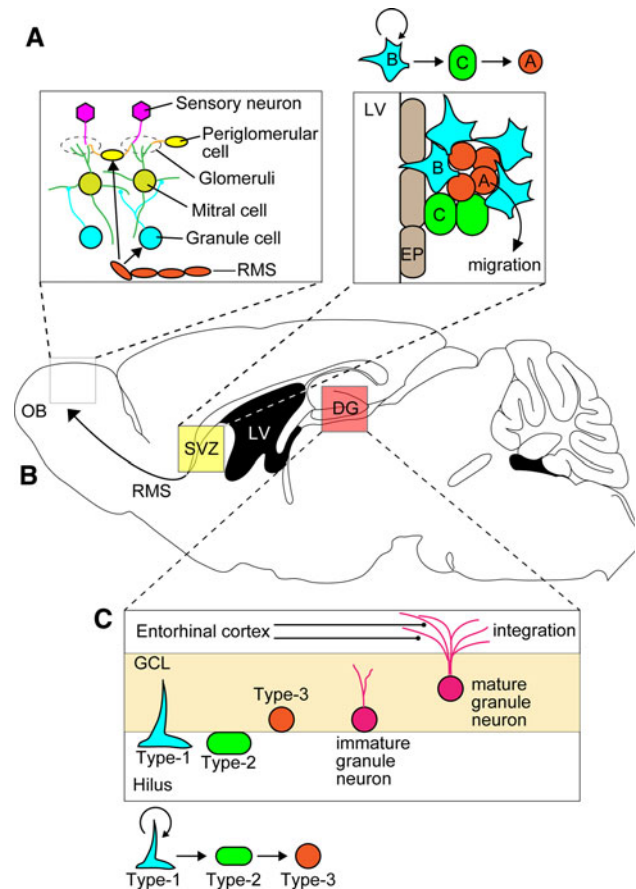 A
B
C
A
Sensory neuron
Periglomerular
cell
Glomeruli
Mitral cell
Granule cell
RMS
LV
B
A
C
EP
migration
OB
SVZ
LV
DG
RMS
B
C
Entorhinal cortex
integration
GCL
Type-3
mature
granule
neuron
Type-1
Type-2
immature
granule
neuron
Hilus
Type-1
Type-2
Type-3